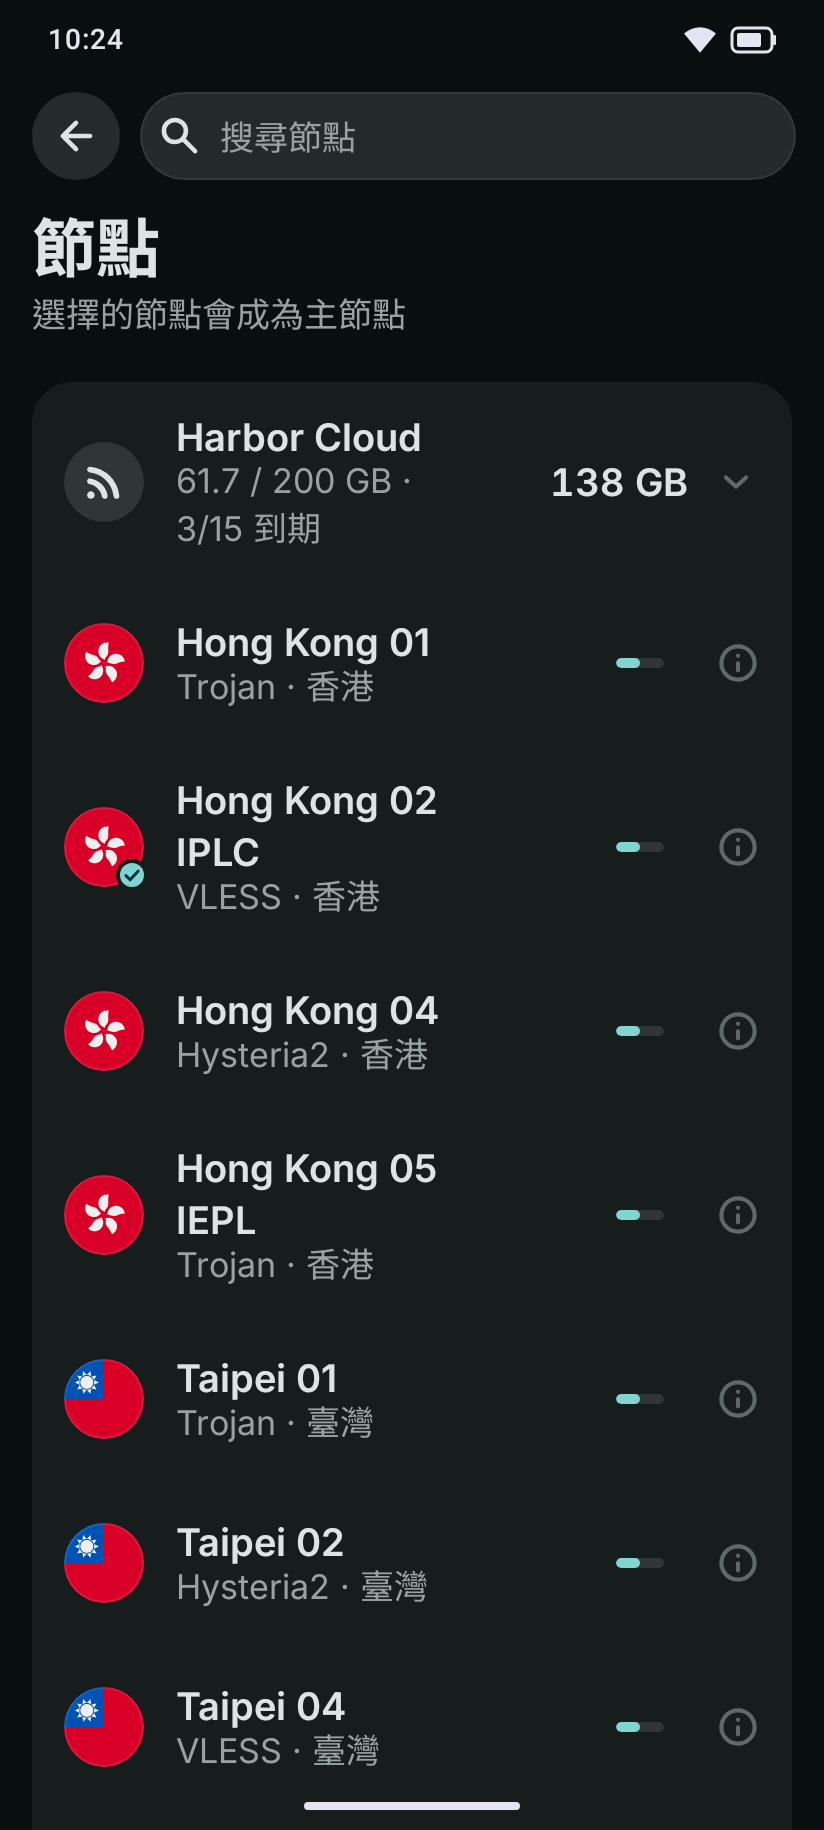 10:24
搜尋節點
節點
選擇的節點會成為主節點
Harbor Cloud
61.7 / 200 GB ·
3/15 到期
138 GB
Hong Kong 01
Trojan · 香港
Hong Kong 02
IPLC
VLESS · 香港
Hong Kong 04
Hysteria2 · 香港
Hong Kong 05
IEPL
Trojan · 香港
Taipei 01
Trojan · 臺灣
Taipei 02
Hysteria2 · 臺灣
Taipei 04
VLESS · 臺灣